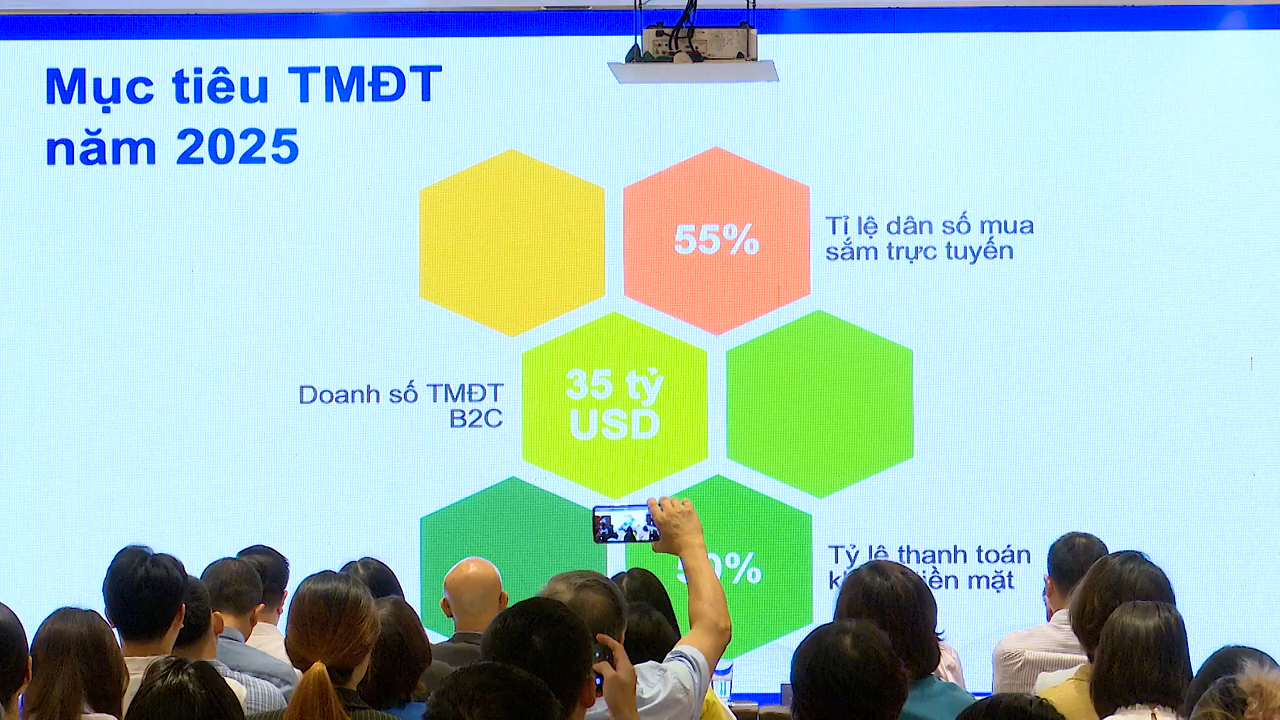 Mục tiêu TMĐT
năm 2025
55%
Tỉ lệ dân số mua
sắm trực tuyến
Doanh số TMĐT
B2C
35 tỷ
USD
Tỷ lệ thanh toán
mặt